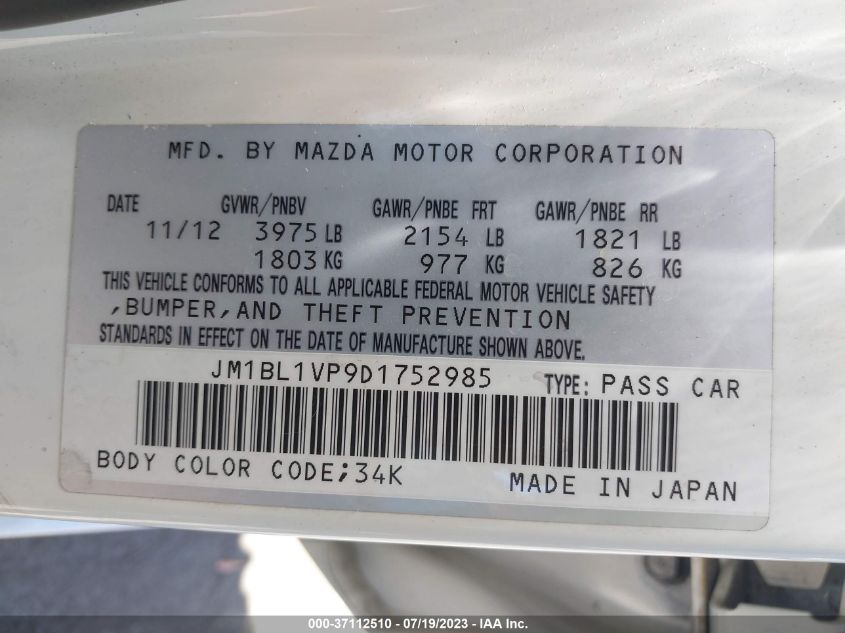 MFD. BY MAZDA MOTOR CORPORATION
DATE GVWR/PNBV GAWR/PNBE FRT GAWR/PNBE RR
11/12 3975 LB 2154 LB 1821 LB
1803 KG 977 KG 826 KG
THIS VEHICLE CONFORMS TO ALL APPLICABLE FEDERAL MOTOR VEHICLE SAFETY
,BUMPER,AND THEFT PREVENTION
STANDARDS IN EFFECT ON THE DATE OF MANUFACTURE SHOWN ABOVE.
JM1BL1VP9D1752985 TYPE: PASS CAR
BODY COLOR CODE;34K MADE IN JAPAN
000-37112510 - 07/19/2023 - IAA Inc.